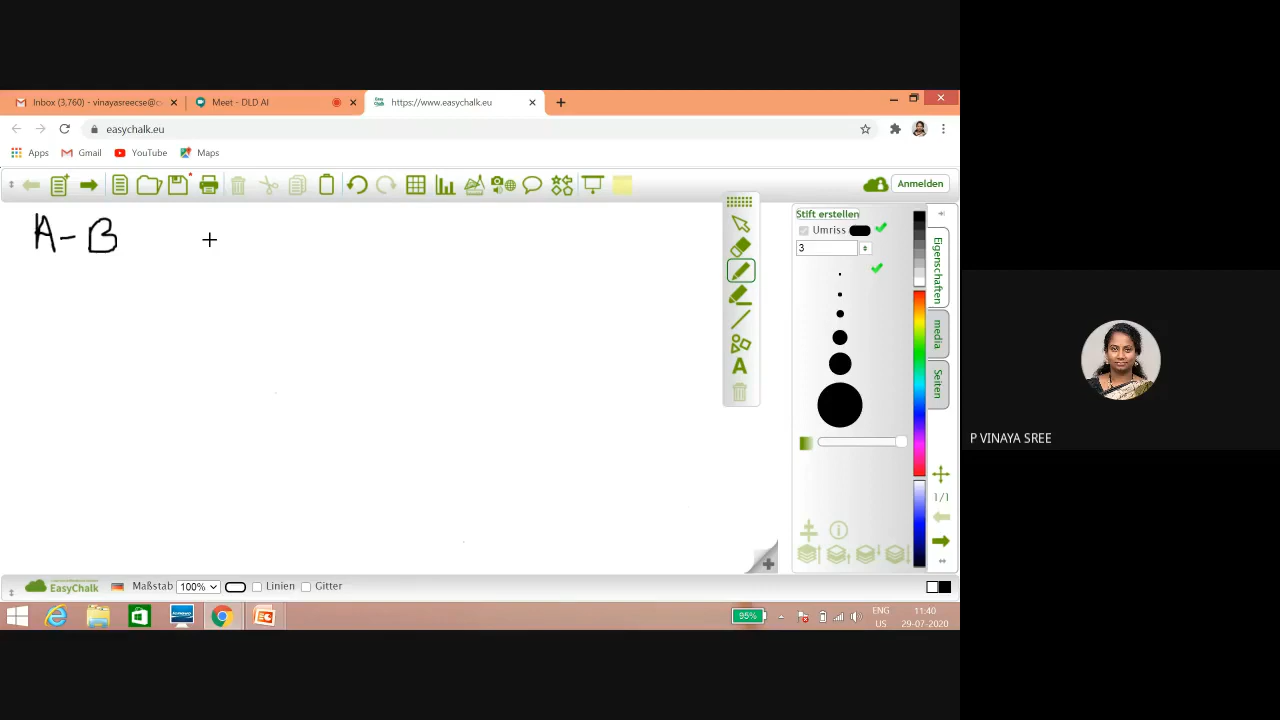 Inbox (3,760) - vinayasreecse@c
Meet - DLD AI
https://www.easychalk.eu
easychalk.eu
Apps
Gmail
YouTube
Maps
Anmelden
A - B
Stift erstellen
Umriss
3
Eigenschaften
media
Seiten
A
1/1
P VINAYA SREE
EasyChalk
Maßstab
100%
Linien
Gitter
95%
ENG
US
11:40
29-07-2020